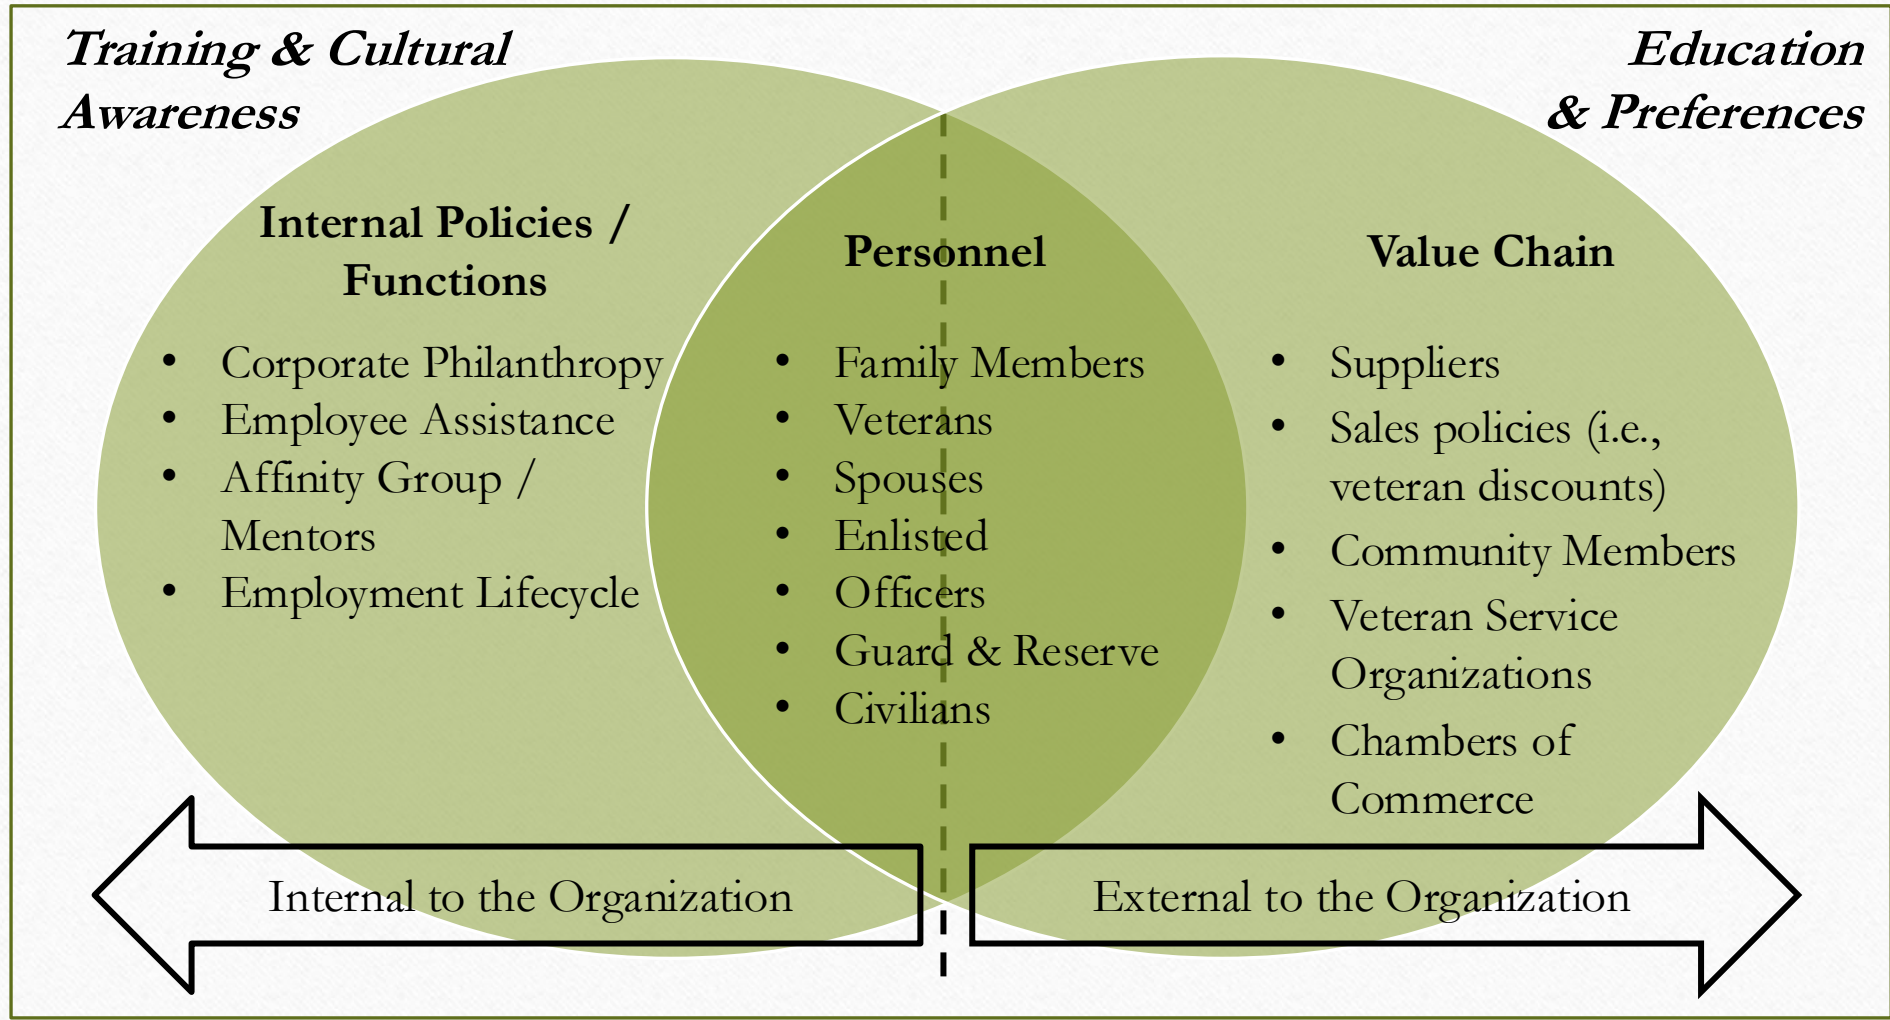 Training & Cultural
Awareness
Education
& Preferences
Internal Policies /
Functions
• Corporate Philanthropy
• Employee Assistance
• Affinity Group /
Mentors
• Employment Lifecycle
Personnel
• Family Members
• Veterans
• Spouses
• Enlisted
• Officers
• Guard & Reserve
• Civilians
Value Chain
• Suppliers
• Sales policies (i.e.,
veteran discounts)
• Community Members
• Veteran Service
Organizations
• Chambers of
Commerce
Internal to the Organization
External to the Organization